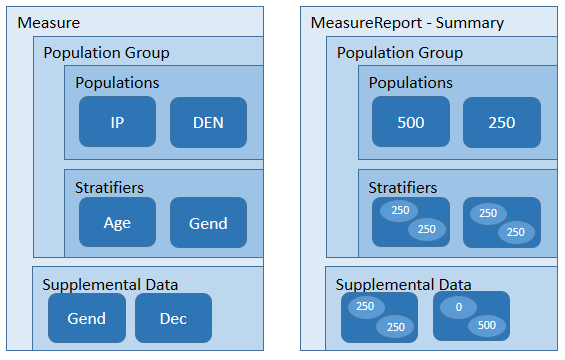 Measure
Population Group
Populations
IP DEN
Stratifiers
Age Gend
Supplemental Data
Gend Dec
MeasureReport - Summary
Population Group
Populations
500 250
Stratifiers
250 250
250 250
Supplemental Data
250 0
250 500